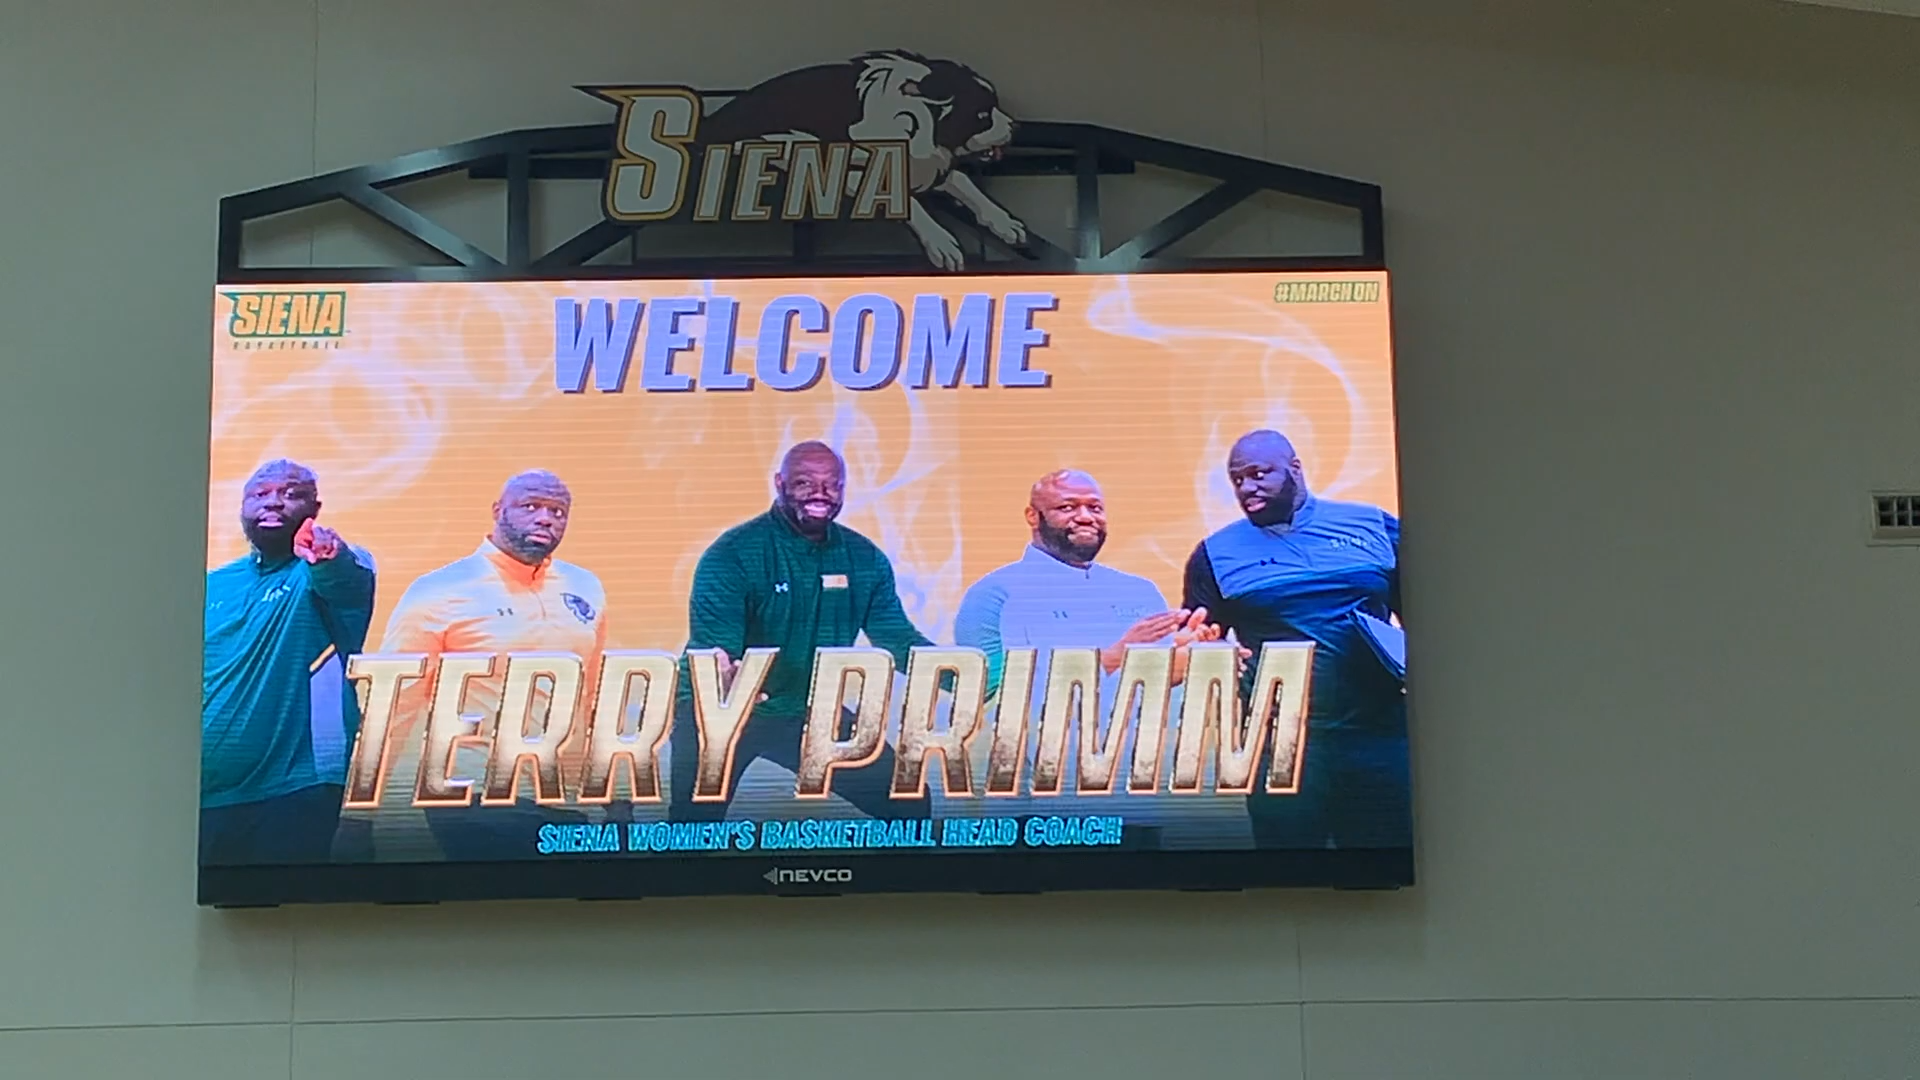 SIENA
SIENA
BASKETBALL
#MARCHON
WELCOME
TERRY PRIMM
SIENA WOMEN'S BASKETBALL HEAD COACH
NEVCO